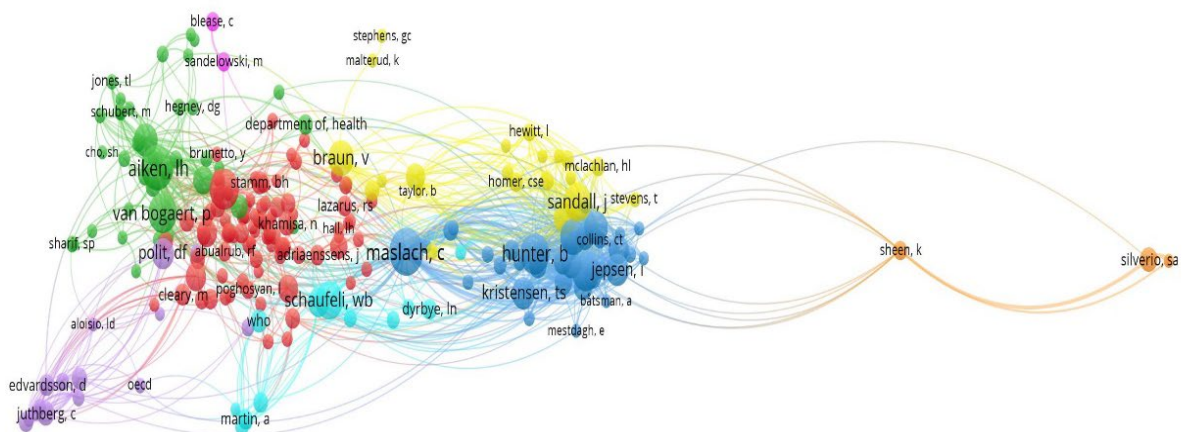 blease, c
stephens, gc
sandelowski, m
malterud, k
jones, tl
schubert, m
hegney, dg
department of, health
hewitt, l
cho, sh
brunetto, y
braun, v
mclachlan, hl
aiken, lh
stamm, bh
taylor, b
homer, cse
lazarus, rs
sandall, j
stevens, t
van bogaert, p
khamisa, n
hall, lh
sharif, sp
collins, ct
polit, df
abualrub, rf
adriaenssens, j
maslach, c
hunter, b
sheen, k
silverio, sa
jepsen, i
cleary, m
poghosyan, l
schaufeli, wb
kristensen, ts
batsman, a
dyrbye, ln
aloisio, ld
who
mestdagh, e
edvardsson, d
oecd
juthberg, c
martin, a